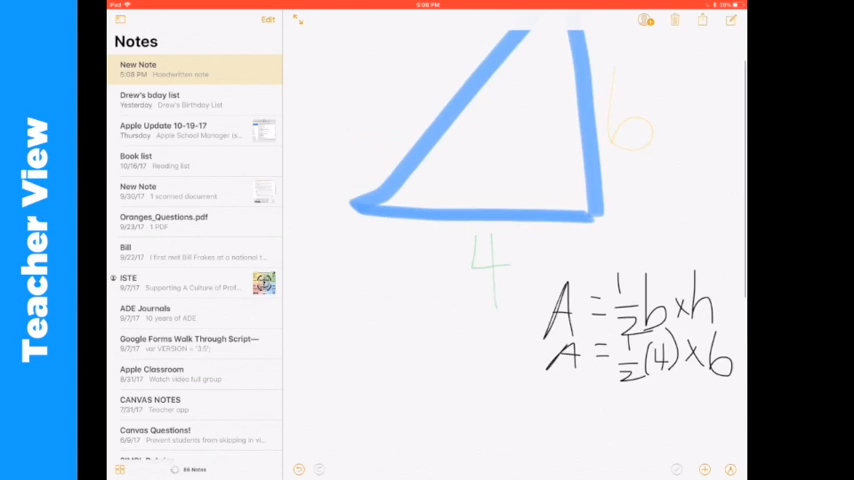 iPad
5:08 PM
39%
Teacher View
Edit
Notes
New Note
5:08 PM Handwritten note
Drew's bday list
Yesterday Drew's Birthday List
Apple Update 10-19-17
Thursday Apple School Manager (s...
Book list
10/16/17 Reading list
New Note
9/30/17 1 scanned document
Oranges_Questions.pdf
9/27/17 1 PDF
Bill
9/22/17 I first met Bill Frakes at a national t...
ISTE
9/7/17 Supporting A Culture of Prof...
ADE Journals
9/7/17 10 years of ADE
Google Forms Walk Through Script—
9/7/17 var VERSION = '3.5';
Apple Classroom
8/31/17 Watch video full group
CANVAS NOTES
7/31/17 Teacher app
Canvas Questions!
6/9/17 Prevent students from skipping in vi...
86 Notes
6
4
A = 1/2 b x h
A = 1/2 (4) x 6